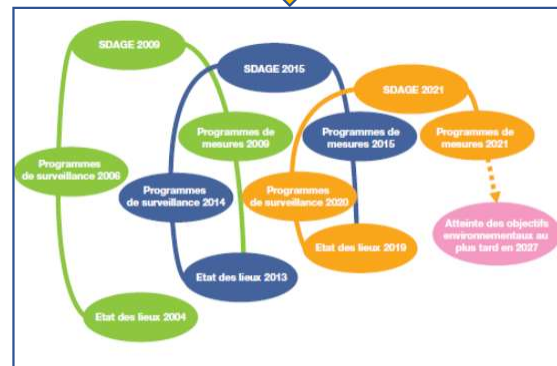 SDAGE 2009
SDAGE 2015
SDAGE 2021
Programmes de
mesures 2009
Programmes de
mesures 2015
Programmes de
mesures 2021
Programmes
de surveillance 2006
Programmes
de surveillance 2014
Programmes
de surveillance 2020
Atteinte des objectifs
environnementaux au
plus tard en 2027
Etat des lieux 2019
Etat des lieux 2013
Etat des lieux 2004